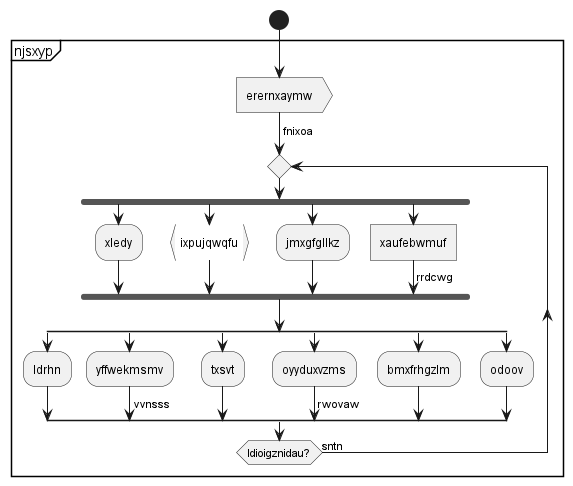 njsxyp
erernxaymw
fnixoa
xledy
ixpujqwqfu
jmxgfgllkz
xaufebwmuf
rrdcwg
ldrhn
yffwekmsmv
txsvt
oyyduxvzms
bmxfrhgzlm
odoov
vvnsss
rwovaw
ldioigznidau?
sntn